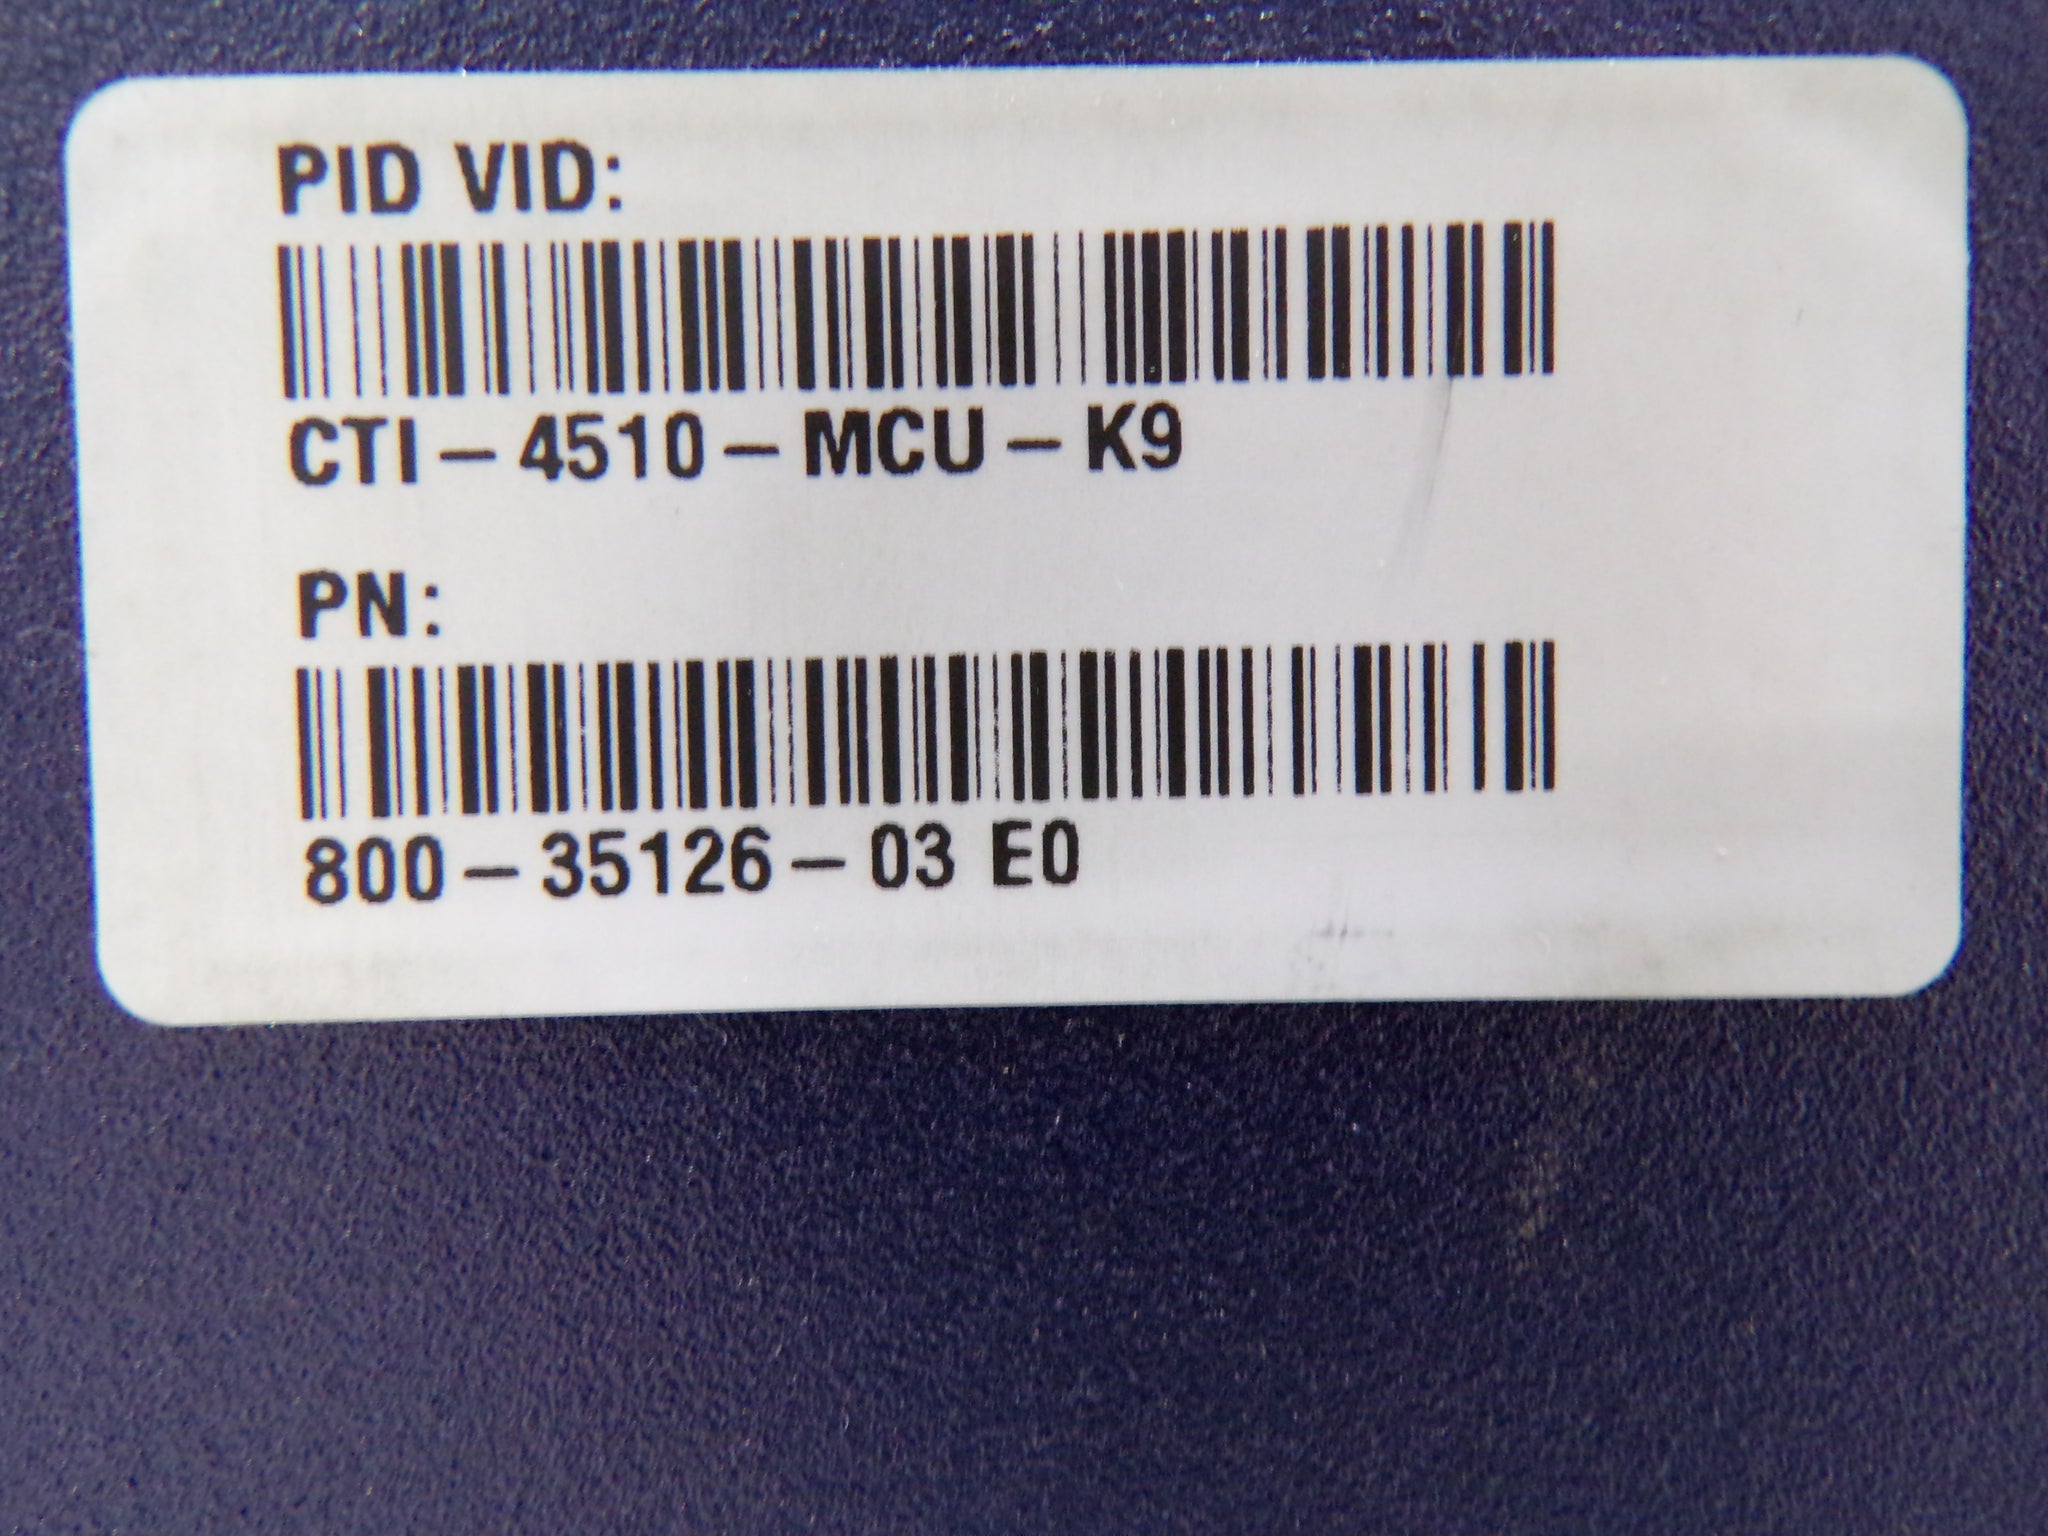 PID VID:
CTI-4510-MCU-K9
PN:
800-35126-03 E0